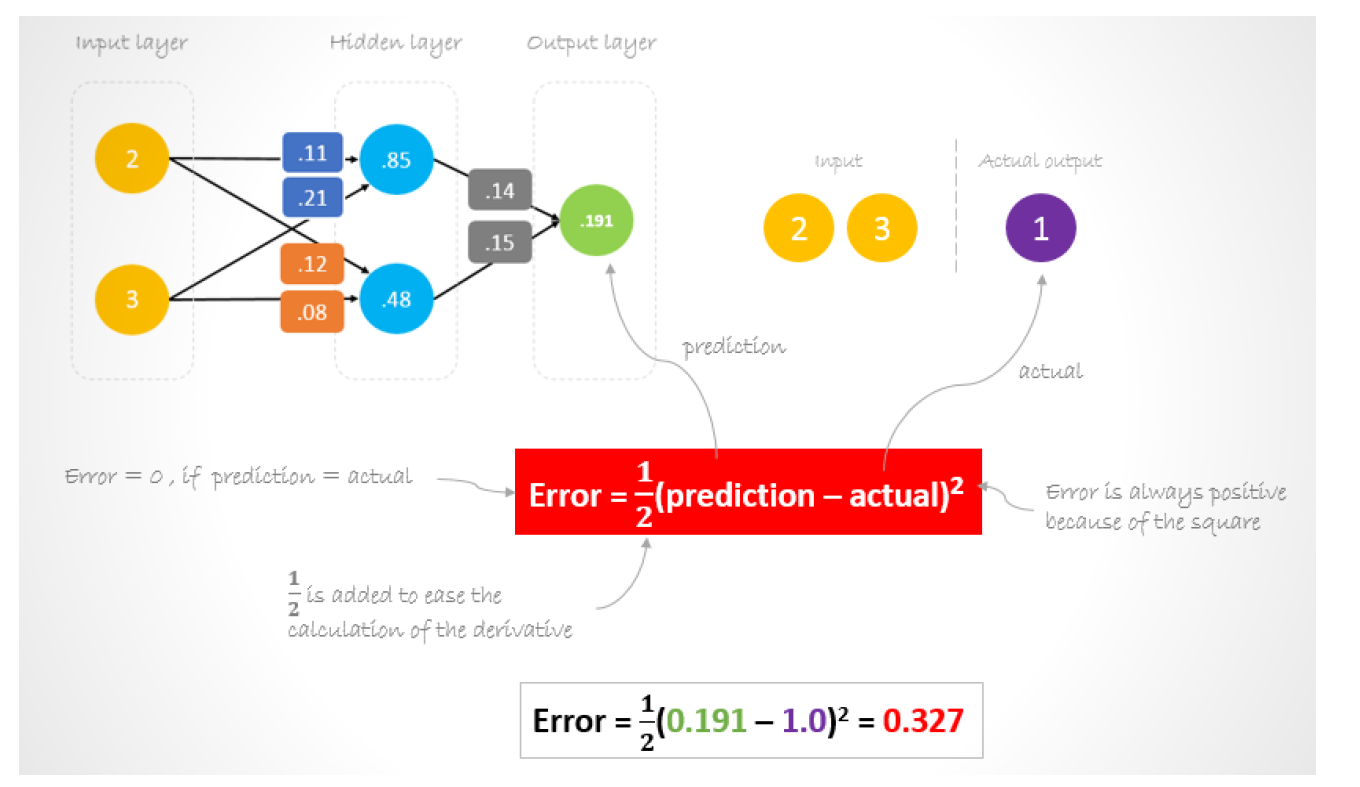 Input layer
Hidden layer
Output layer
2
.11
.85
.21
.14
.191
.15
.12
3
.08
.48
Input
Actual output
2
3
1
prediction
actual
Error = 0 , if prediction = actual
Error = 1/2(prediction – actual)²
Error is always positive
because of the square
1/2 is added to ease the
calculation of the derivative
Error = 1/2(0.191 – 1.0)² = 0.327